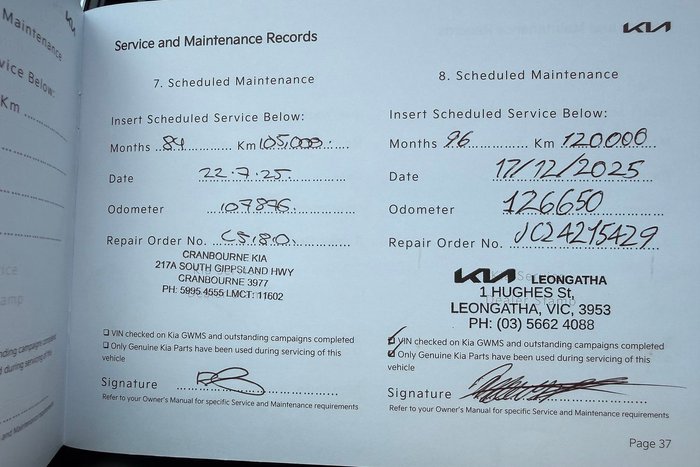 Maintenance
vice Below:
Km
Service and Maintenance Records
KIA
7. Scheduled Maintenance
Insert Scheduled Service Below:
Months 84 Km 105,000
Date 22.7.25
Odometer 107876
Repair Order No. C5180
CRANBOURNE KIA
217A SOUTH GIPPSLAND HWY
CRANBOURNE 3977
PH: 5995 4555 LMCT: 11602
❑ VIN checked on Kia GWMS and outstanding campaigns completed
❑ Only Genuine Kia Parts have been used during servicing of this
vehicle
Signature
Refer to your Owner's Manual for specific Service and Maintenance requirements
8. Scheduled Maintenance
Insert Scheduled Service Below:
Months 96 Km 120000
Date 17/12/2025
Odometer 126650
Repair Order No. JC24215429
KIA LEONGATHA
1 HUGHES St,
LEONGATHA, VIC, 3953
PH: (03) 5662 4088
☑ VIN checked on Kia GWMS and outstanding campaigns completed
☑ Only Genuine Kia Parts have been used during servicing of this
vehicle
Signature
Refer to your Owner's Manual for specific Service and Maintenance requirements
Page 37